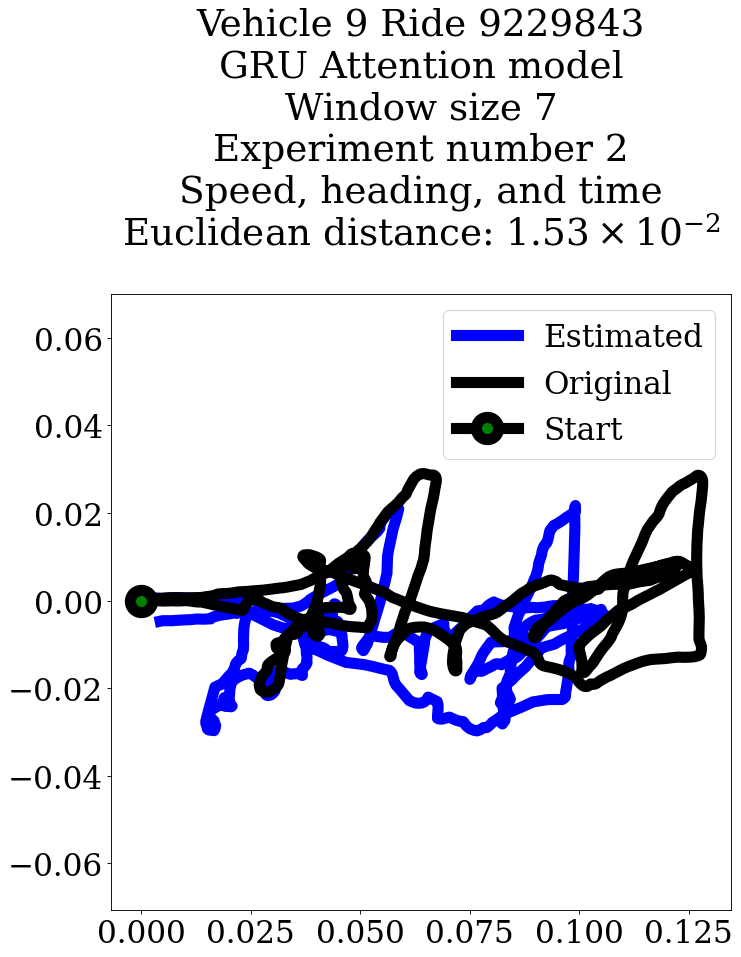 Vehicle 9 Ride 9229843
GRU Attention model
Window size 7
Experiment number 2
Speed, heading, and time
Euclidean distance: 1.53 × 10⁻²
Estimated
Original
Start
0.06
0.04
0.02
0.00
−0.02
−0.04
−0.06
0.000 0.025 0.050 0.075 0.100 0.125